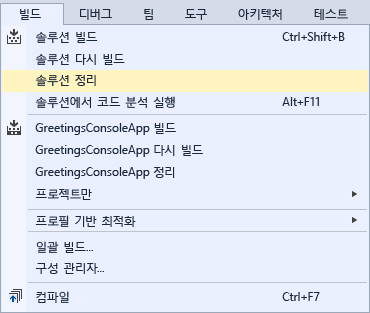 빌드 디버그 팀 도구 아키텍처 테스트
솔루션 빌드 Ctrl+Shift+B
솔루션 다시 빌드
솔루션 정리
솔루션에서 코드 분석 실행 Alt+F11
GreetingsConsoleApp 빌드
GreetingsConsoleApp 다시 빌드
GreetingsConsoleApp 정리
프로젝트만
프로필 기반 최적화
일괄 빌드...
구성 관리자...
컴파일 Ctrl+F7